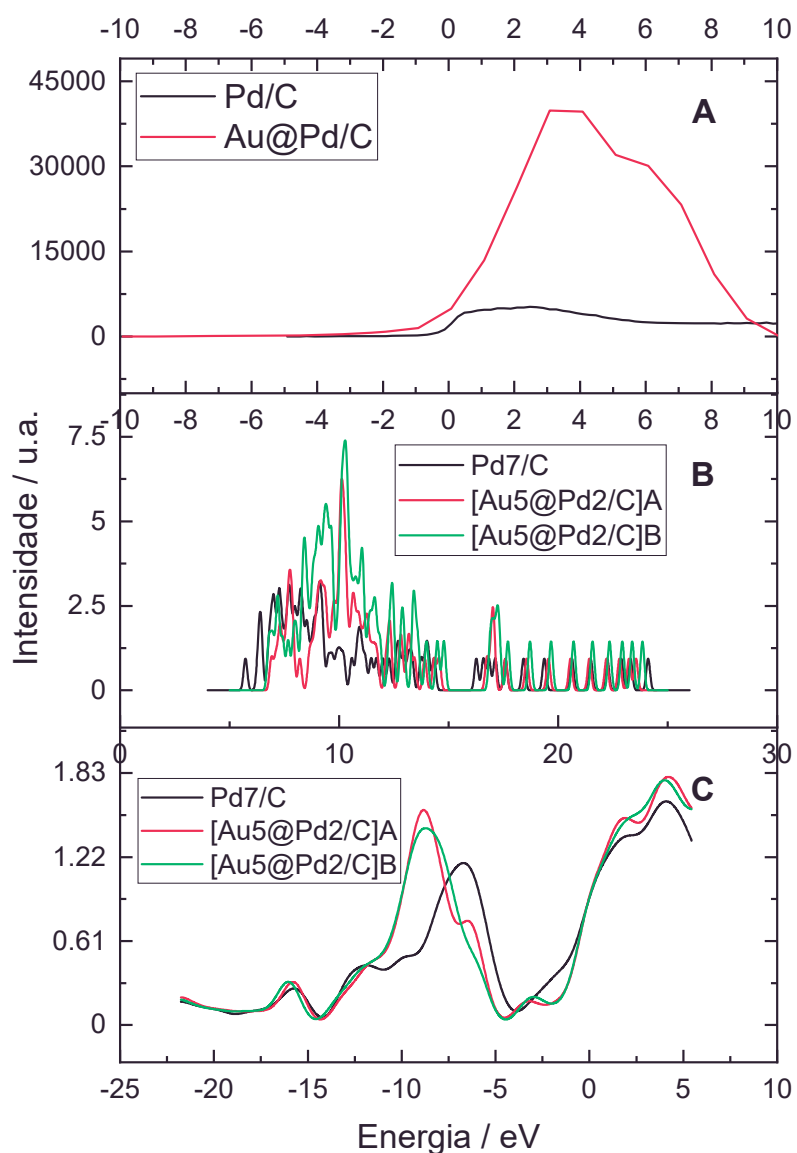 -10 -8 -6 -4 -2 0 2 4 6 8 10
45000
30000
15000
0
Pd/C
Au@Pd/C
A
-10 -8 -6 -4 -2 0 2 4 6 8 10
Intensidade / u.a.
7.5
5.0
2.5
0
Pd7/C
[Au5@Pd2/C]A
[Au5@Pd2/C]B
B
0 10 20 30
1.83
1.22
0.61
0
Pd7/C
[Au5@Pd2/C]A
[Au5@Pd2/C]B
C
-25 -20 -15 -10 -5 0 5 10
Energia / eV